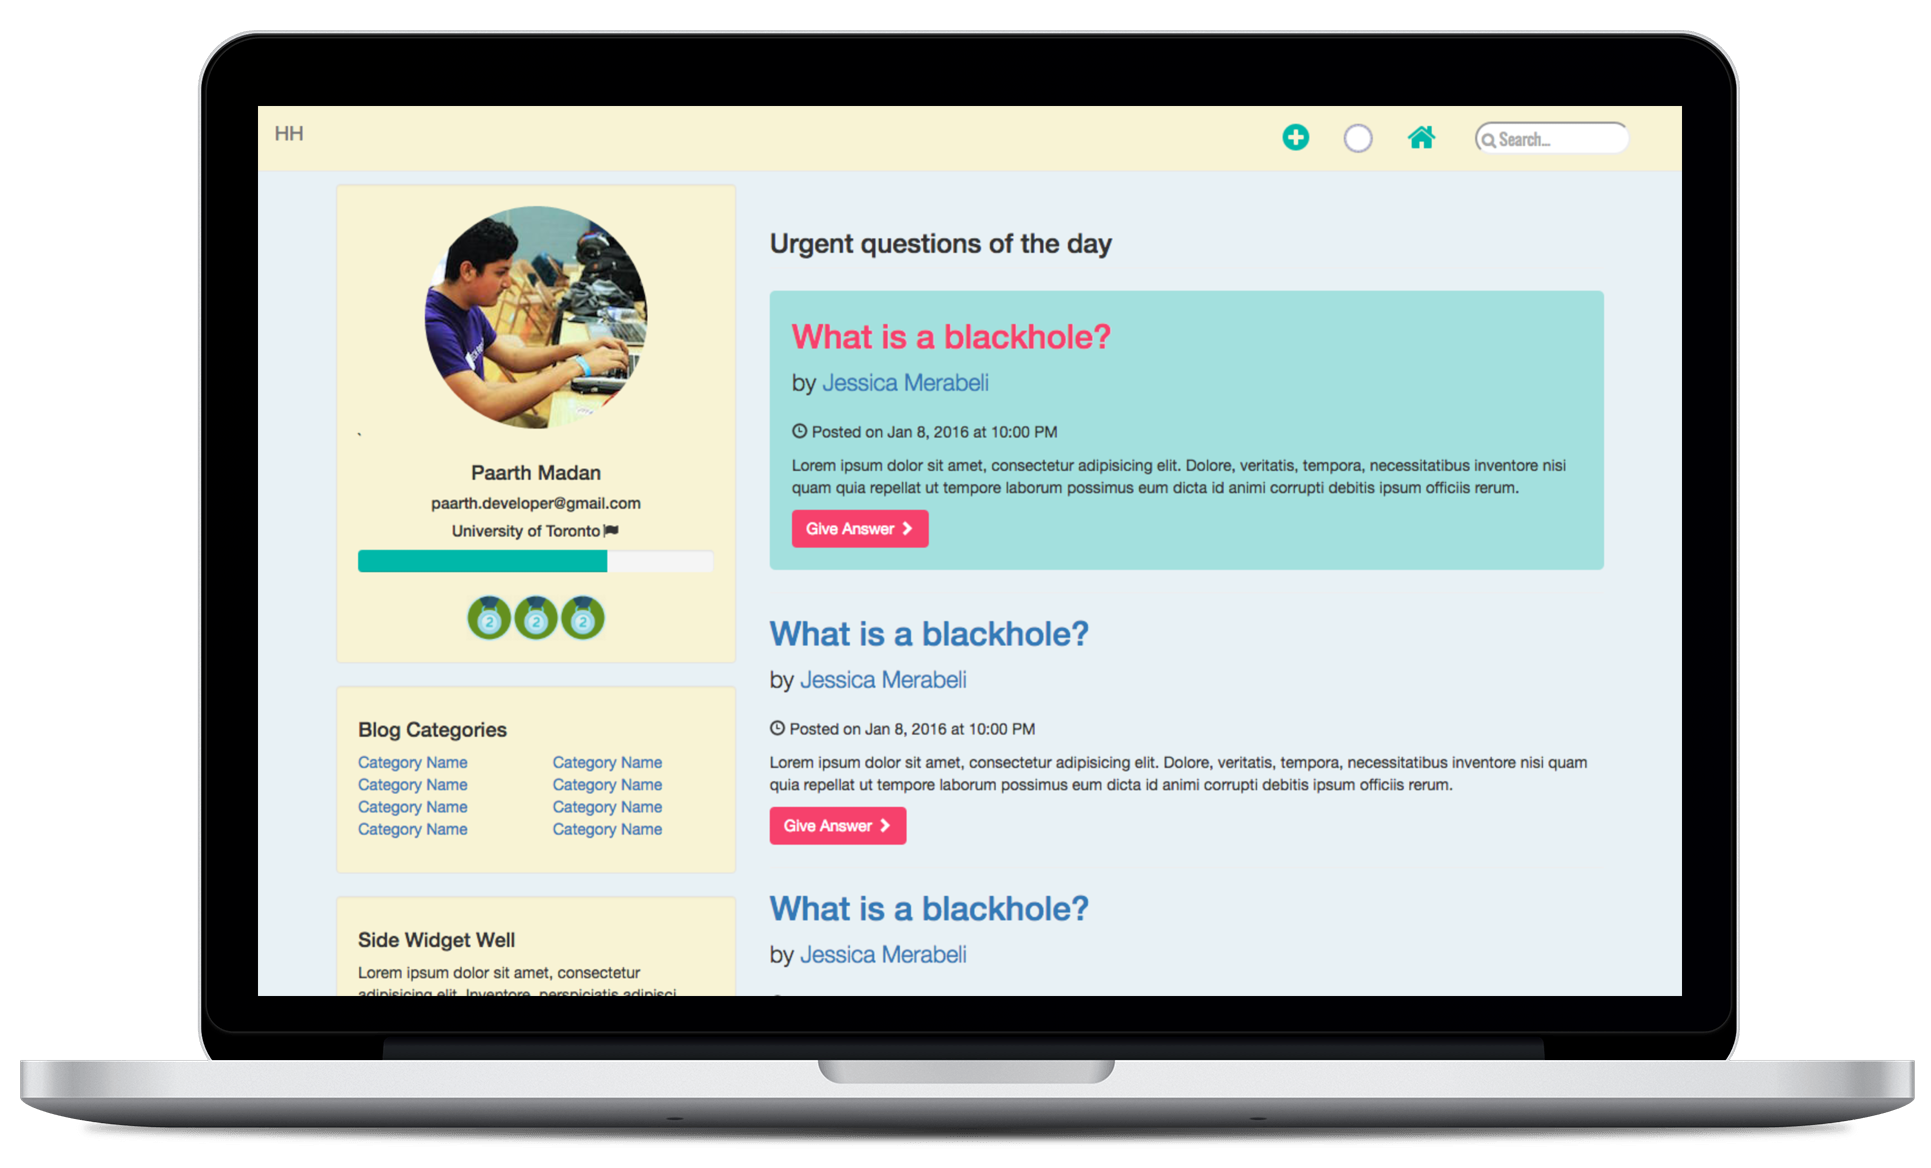 HH
Search...
Paarth Madan
paarth.developer@gmail.com
University of Toronto
2 2 2
Blog Categories
Category Name Category Name
Category Name Category Name
Category Name Category Name
Category Name Category Name
Side Widget Well
Lorem ipsum dolor sit amet, consectetur
adipisicing elit. Inventore, perspiciatis adipisci
Urgent questions of the day
What is a blackhole?
by Jessica Merabeli
Posted on Jan 8, 2016 at 10:00 PM
Lorem ipsum dolor sit amet, consectetur adipisicing elit. Dolore, veritatis, tempora, necessitatibus inventore nisi
quam quia repellat ut tempore laborum possimus eum dicta id animi corrupti debitis ipsum officiis rerum.
Give Answer
What is a blackhole?
by Jessica Merabeli
Posted on Jan 8, 2016 at 10:00 PM
Lorem ipsum dolor sit amet, consectetur adipisicing elit. Dolore, veritatis, tempora, necessitatibus inventore nisi quam
quia repellat ut tempore laborum possimus eum dicta id animi corrupti debitis ipsum officiis rerum.
Give Answer
What is a blackhole?
by Jessica Merabeli